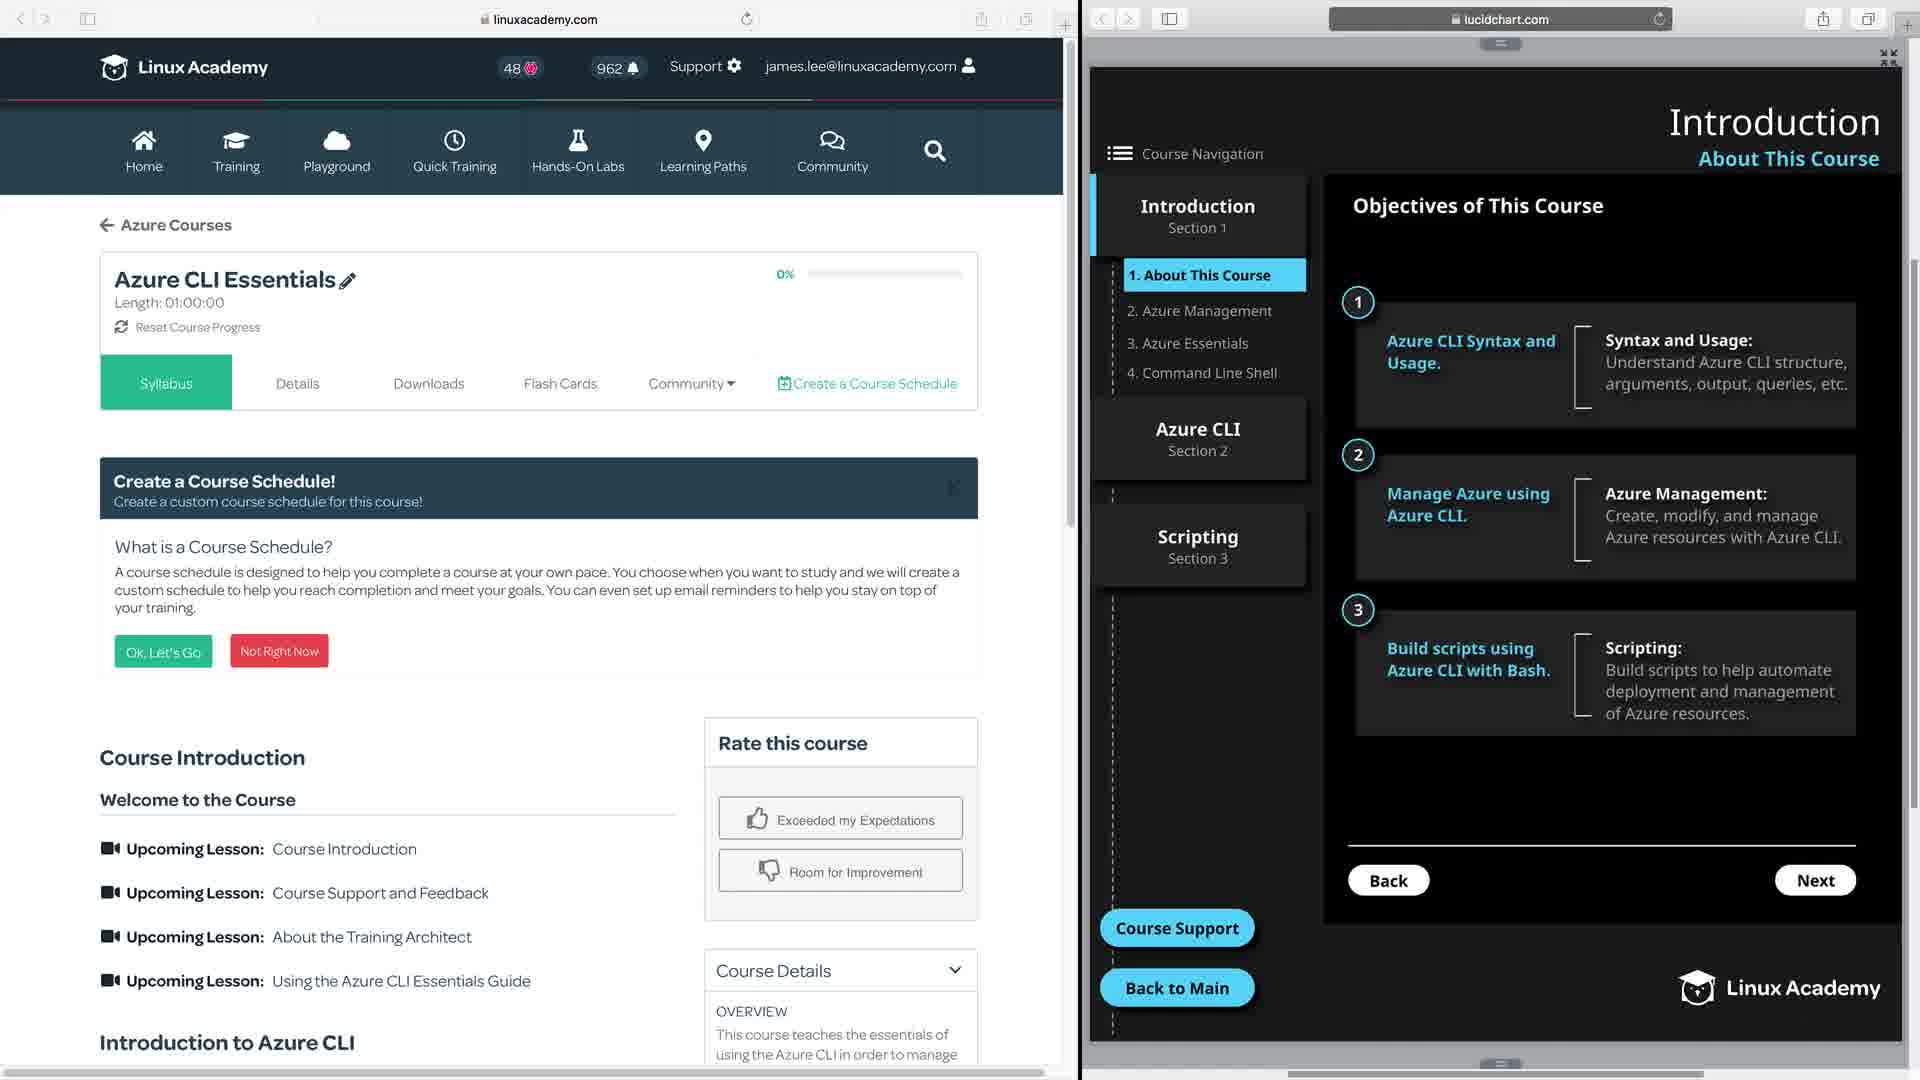 linuxacademy.com
Linux Academy
48
962
Support
james.lee@linuxacademy.com
Home
Training
Playground
Quick Training
Hands-On Labs
Learning Paths
Community
Azure Courses
Azure CLI Essentials
0%
Length: 01:00:00
Reset Course Progress
Syllabus
Details
Downloads
Flash Cards
Community
Create a Course Schedule
Create a Course Schedule!
Create a custom course schedule for this course!
What is a Course Schedule?
A course schedule is designed to help you complete a course at your own pace. You choose when you want to study and we will create a
custom schedule to help you reach completion and meet your goals. You can even set up email reminders to help you stay on top of
your training.
Ok, Let's Go
Not Right Now
Course Introduction
Welcome to the Course
Upcoming Lesson: Course Introduction
Upcoming Lesson: Course Support and Feedback
Upcoming Lesson: About the Training Architect
Upcoming Lesson: Using the Azure CLI Essentials Guide
Introduction to Azure CLI
Rate this course
Exceeded my Expectations
Room for Improvement
Course Details
OVERVIEW
This course teaches the essentials of
using the Azure CLI in order to manage
lucidchart.com
Introduction
About This Course
Course Navigation
Introduction
Section 1
1. About This Course
2. Azure Management
3. Azure Essentials
4. Command Line Shell
Azure CLI
Section 2
Scripting
Section 3
Course Support
Back to Main
Objectives of This Course
1
Azure CLI Syntax and
Usage.
Syntax and Usage:
Understand Azure CLI structure,
arguments, output, queries, etc.
2
Manage Azure using
Azure CLI.
Azure Management:
Create, modify, and manage
Azure resources with Azure CLI.
3
Build scripts using
Azure CLI with Bash.
Scripting:
Build scripts to help automate
deployment and management
of Azure resources.
Back
Next
Linux Academy